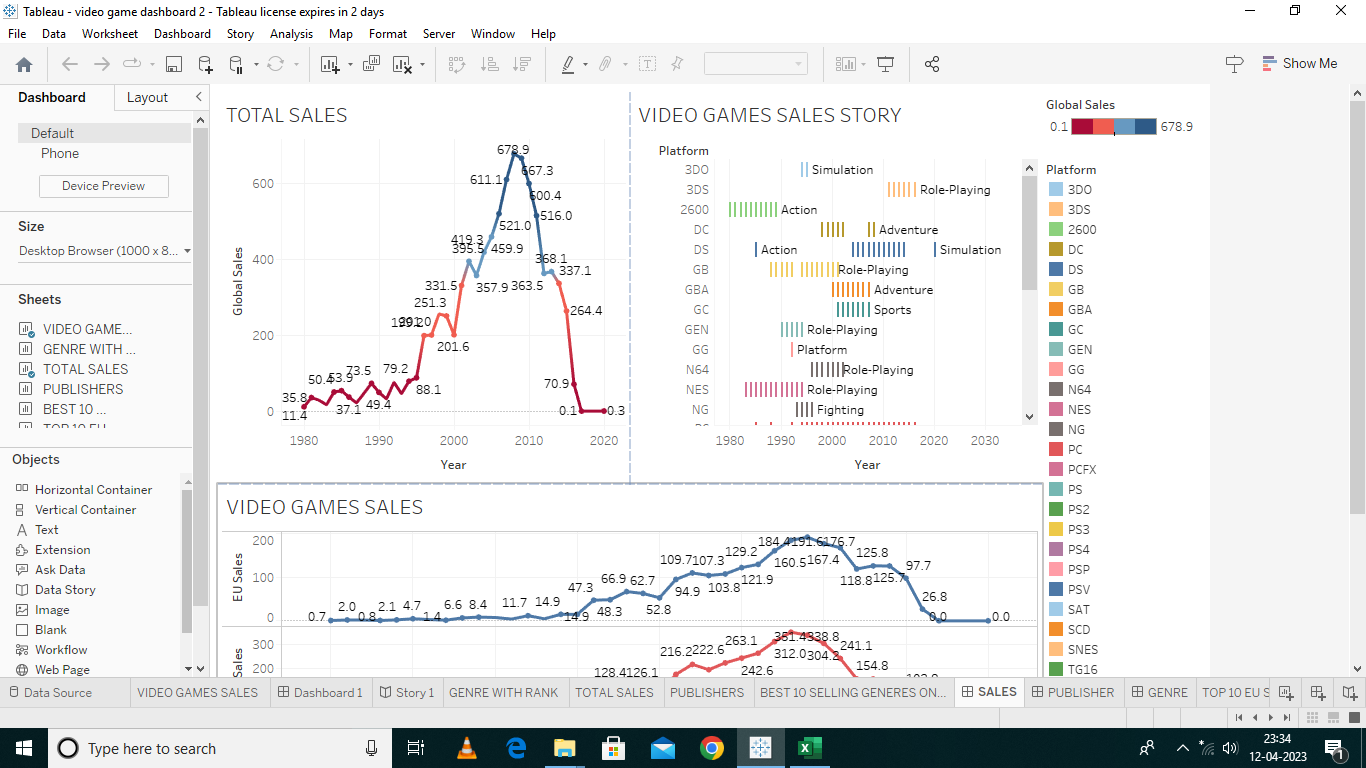 Tableau - video game dashboard 2 - Tableau license expires in 2 days
File Data Worksheet Dashboard Story Analysis Map Format Server Window Help
Show Me
Dashboard Layout
Default
Phone
Device Preview
Size
Desktop Browser (1000 x 8...
Sheets
VIDEO GAME...
GENRE WITH ...
TOTAL SALES
PUBLISHERS
BEST 10 ...
Objects
Horizontal Container
Vertical Container
Text
Extension
Ask Data
Data Story
Image
Blank
Workflow
Web Page
TOTAL SALES
Global Sales
600
400
200
0
678.9
667.3
611.1
600.4
516.0
521.0
419.3
395.5
459.9
368.1
337.1
331.5
357.9
363.5
251.3
264.4
201.6
79.2
73.5
88.1
50.4
53.9
70.9
35.8
37.1
49.4
11.4
0.1
0.3
1980 1990 2000 2010 2020
Year
VIDEO GAMES SALES STORY
Platform
3DO Simulation
3DS Role-Playing
2600 Action
DC Adventure
DS Action Simulation
GB Role-Playing
GBA Adventure
GC Sports
GEN Role-Playing
GG Platform
N64 Role-Playing
NES Role-Playing
NG Fighting
1980 1990 2000 2010 2020 2030
Year
Global Sales
0.1 678.9
Platform
3DO
3DS
2600
DC
DS
GB
GBA
GC
GEN
GG
N64
NES
NG
PC
PCFX
PS
PS2
PS3
PS4
PSP
PSV
SAT
SCD
SNES
TG16
VIDEO GAMES SALES
EU Sales
200
100
0
0.7
2.0
0.8
2.1
4.7
1.4
6.6
8.4
11.7
14.9
14.9
47.3
48.3
66.9
62.7
52.8
109.7
94.9
107.3
103.8
129.2
121.9
184.4
160.5
191.6
167.4
176.7
118.8
125.8
125.7
97.7
26.8
0.0
0.0
Sales
300
200
128.4
126.1
216.2
222.6
263.1
242.6
351.4
312.0
338.8
304.2
241.1
154.8
Data Source VIDEO GAMES SALES Dashboard 1 Story 1 GENRE WITH RANK TOTAL SALES PUBLISHERS BEST 10 SELLING GENERES ON... SALES PUBLISHER GENRE TOP 10 EU S
Type here to search
23:34
12-04-2023
1